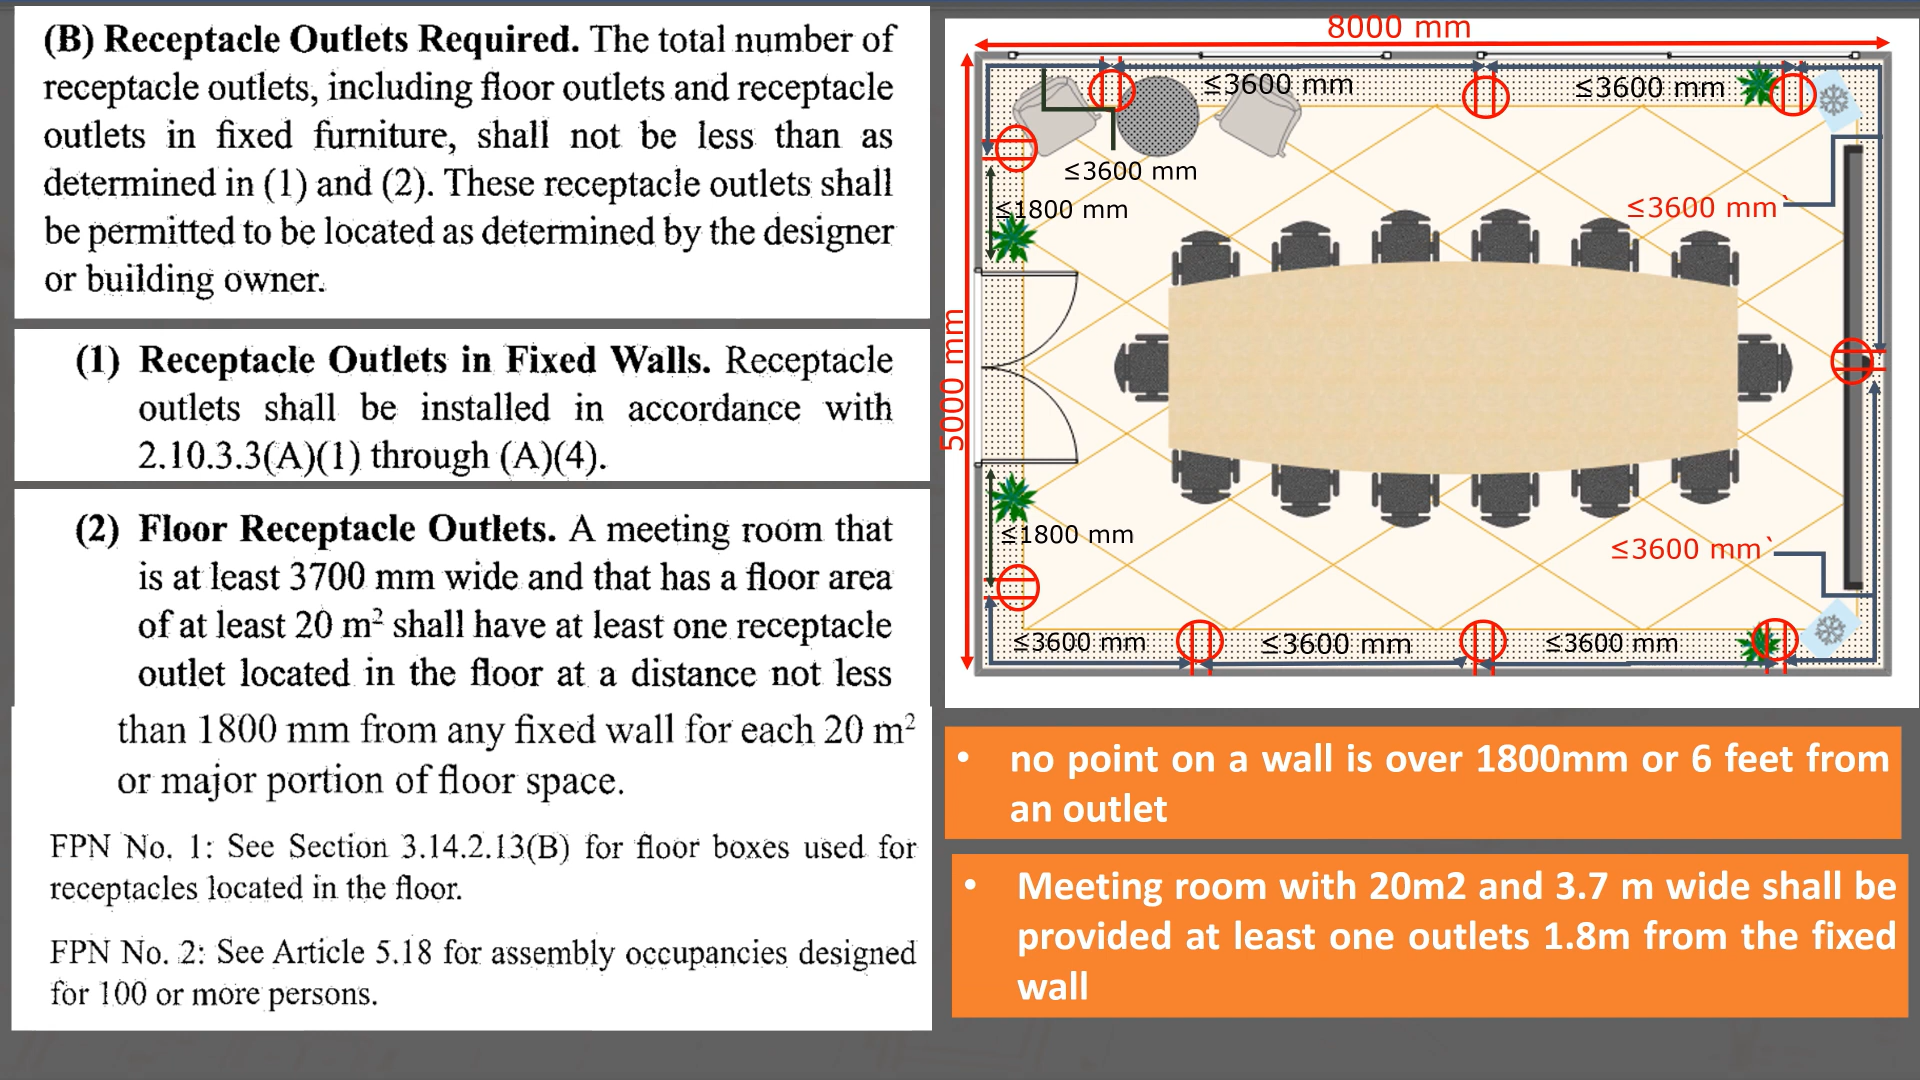 (B) Receptacle Outlets Required. The total number of
receptacle outlets, including floor outlets and receptacle
outlets in fixed furniture, shall not be less than as
determined in (1) and (2). These receptacle outlets shall
be permitted to be located as determined by the designer
or building owner.
(1) Receptacle Outlets in Fixed Walls. Receptacle
outlets shall be installed in accordance with
2.10.3.3(A)(1) through (A)(4).
(2) Floor Receptacle Outlets. A meeting room that
is at least 3700 mm wide and that has a floor area
of at least 20 m² shall have at least one receptacle
outlet located in the floor at a distance not less
than 1800 mm from any fixed wall for each 20 m²
or major portion of floor space.
FPN No. 1: See Section 3.14.2.13(B) for floor boxes used for
receptacles located in the floor.
FPN No. 2: See Article 5.18 for assembly occupancies designed
for 100 or more persons.
8000 mm
≤3600 mm
≤3600 mm
≤3600 mm
≤1800 mm
≤3600 mm`
5000 mm
≤1800 mm
≤3600 mm`
≤3600 mm
≤3600 mm
≤3600 mm
• no point on a wall is over 1800mm or 6 feet from
an outlet
• Meeting room with 20m2 and 3.7 m wide shall be
provided at least one outlets 1.8m from the fixed
wall